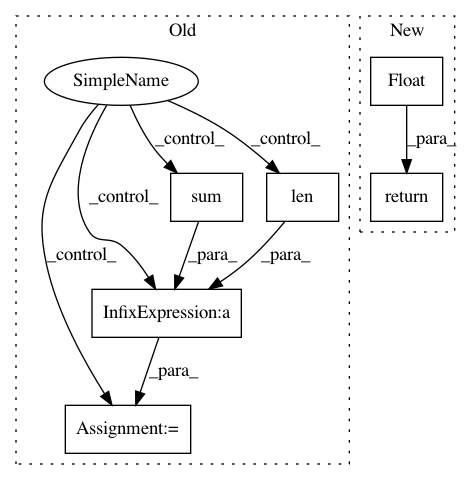 Old
New
SimpleName
Float
_control_
_control_
_para_
_control_
sum
len
return
_control_
_para_
_para_
InfixExpression:a
_para_
Assignment:=